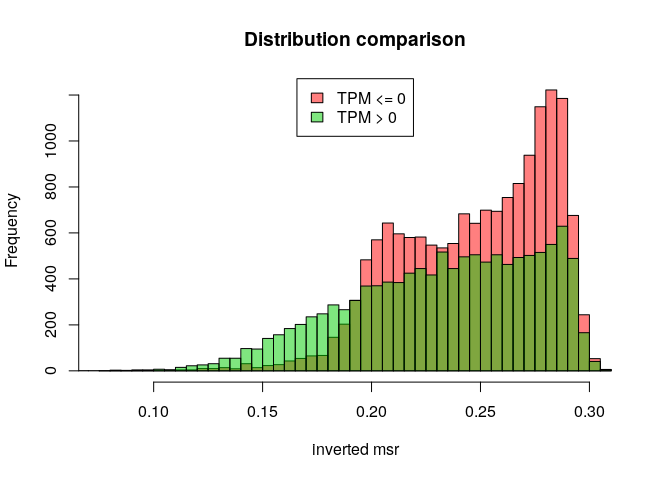 Distribution comparison
TPM <= 0
TPM > 0
Frequency
0
200
400
600
800
1000
0.10
0.15
0.20
0.25
0.30
inverted msr